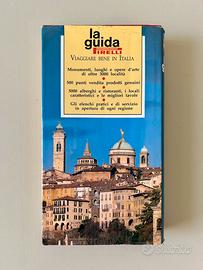 la
guida
PIRELLI
VIAGGIARE BENE IN ITALIA
Monumenti, luoghi e opere d'arte
di oltre 3000 località
500 punti vendita prodotti genuini
5000 alberghi e ristoranti, i locali
caratteristici e le migliori tavole
Gli elenchi pratici e di servizio
in apertura di ogni regione
subito